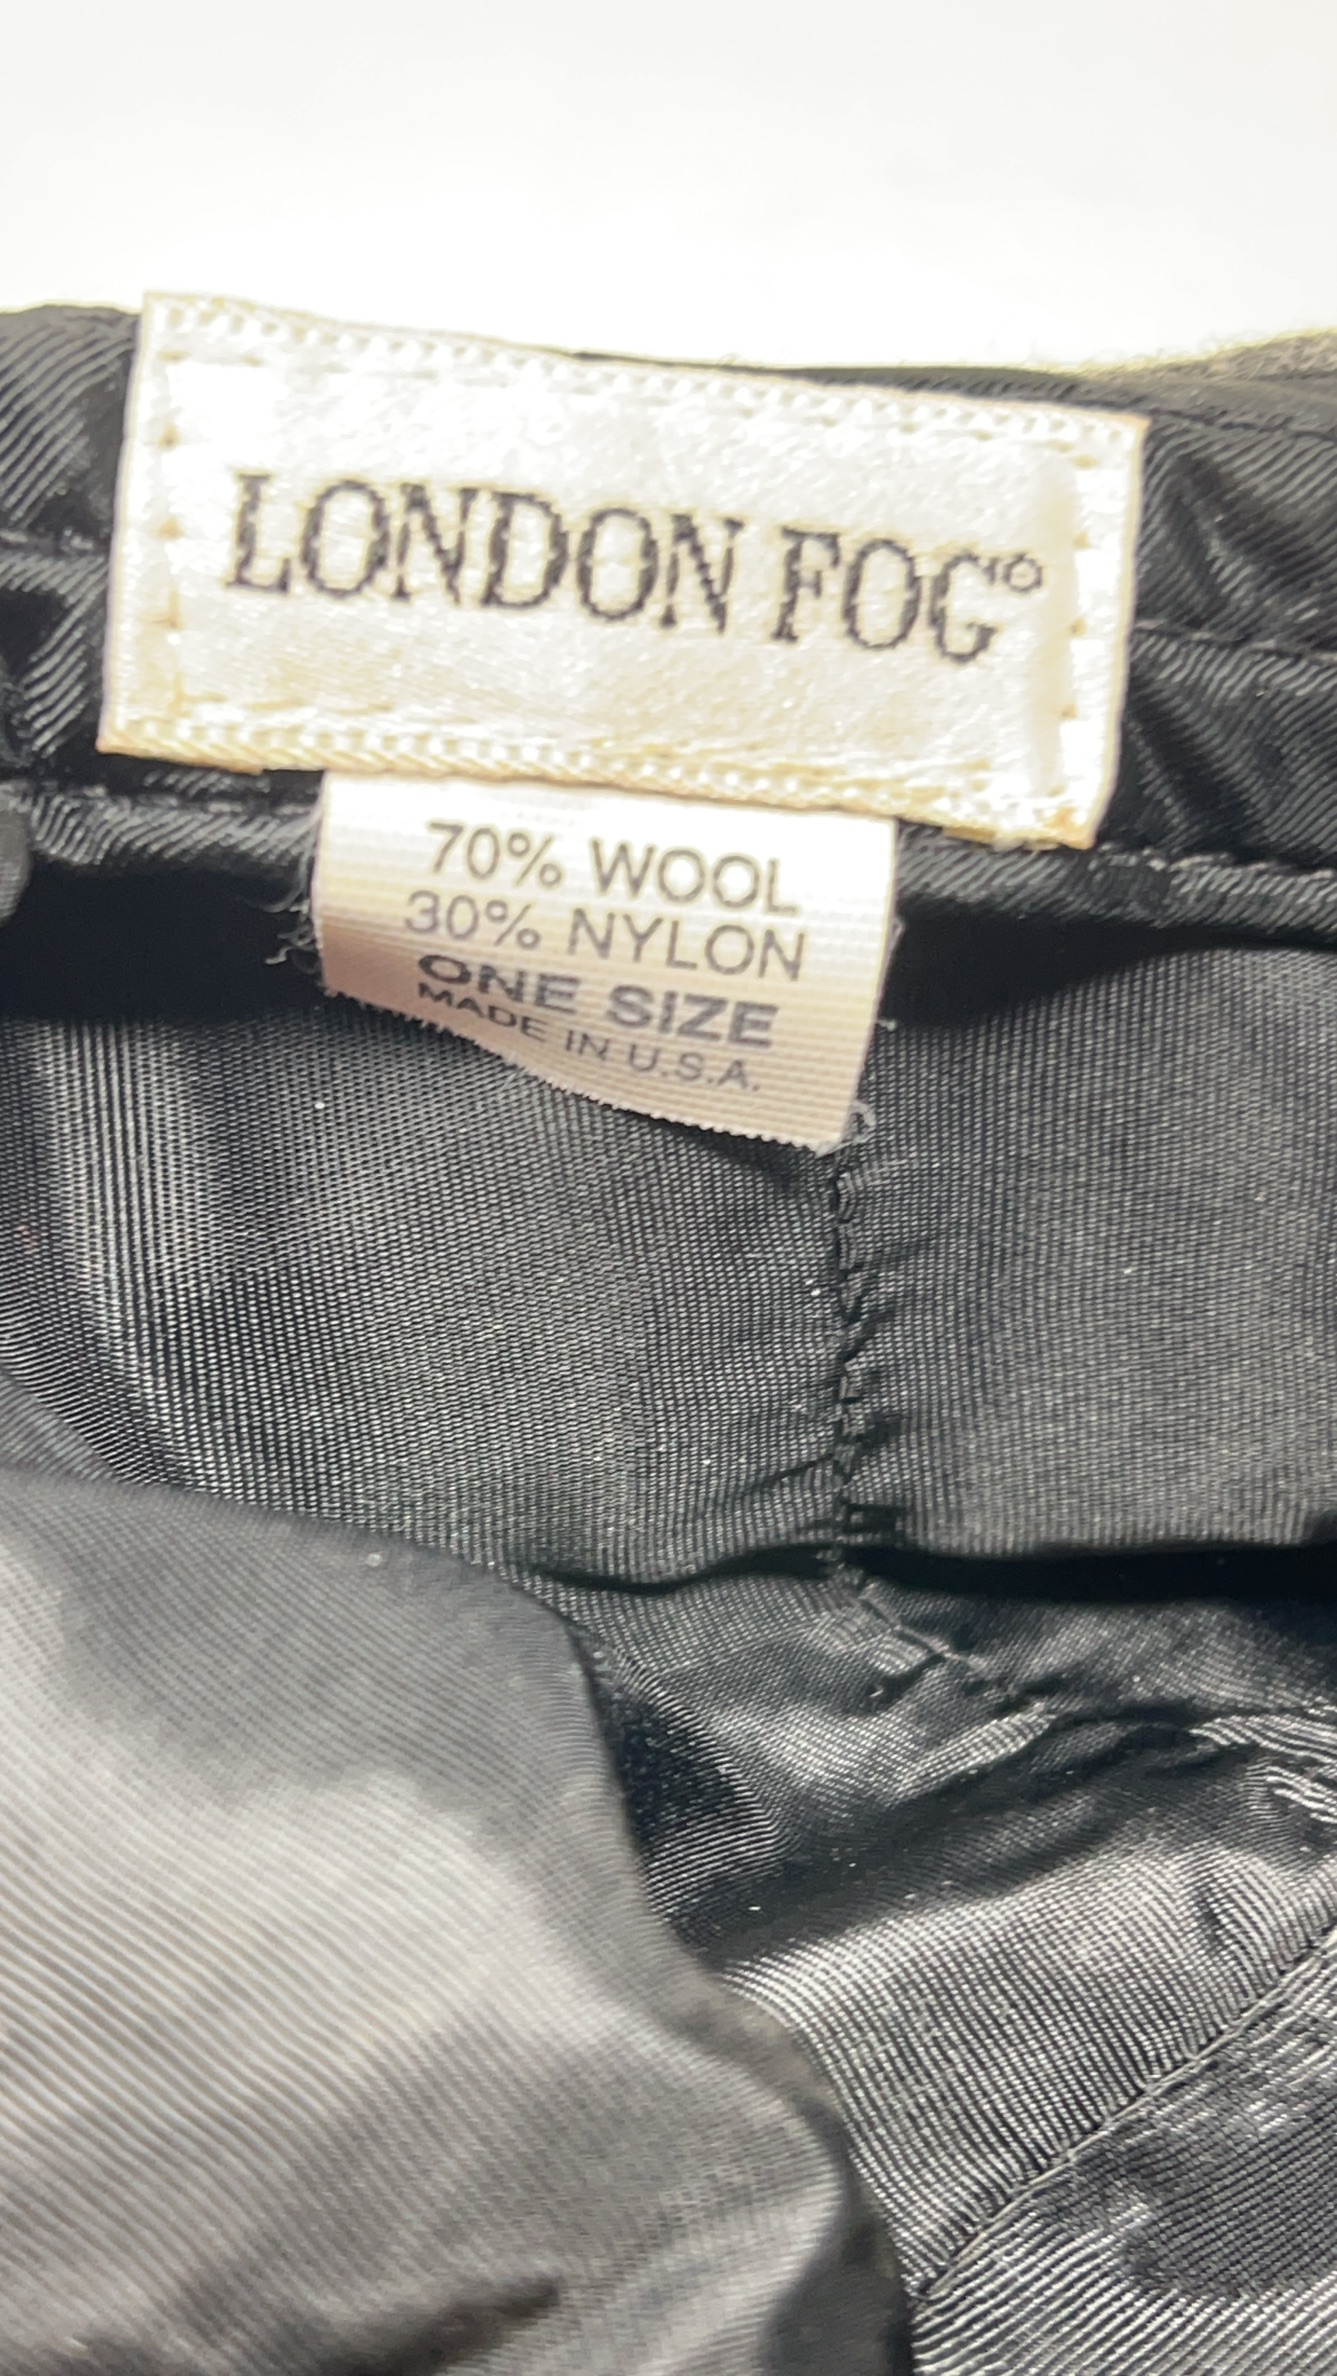 LONDON FOG®
70% WOOL
30% NYLON
ONE SIZE
MADE IN U.S.A.